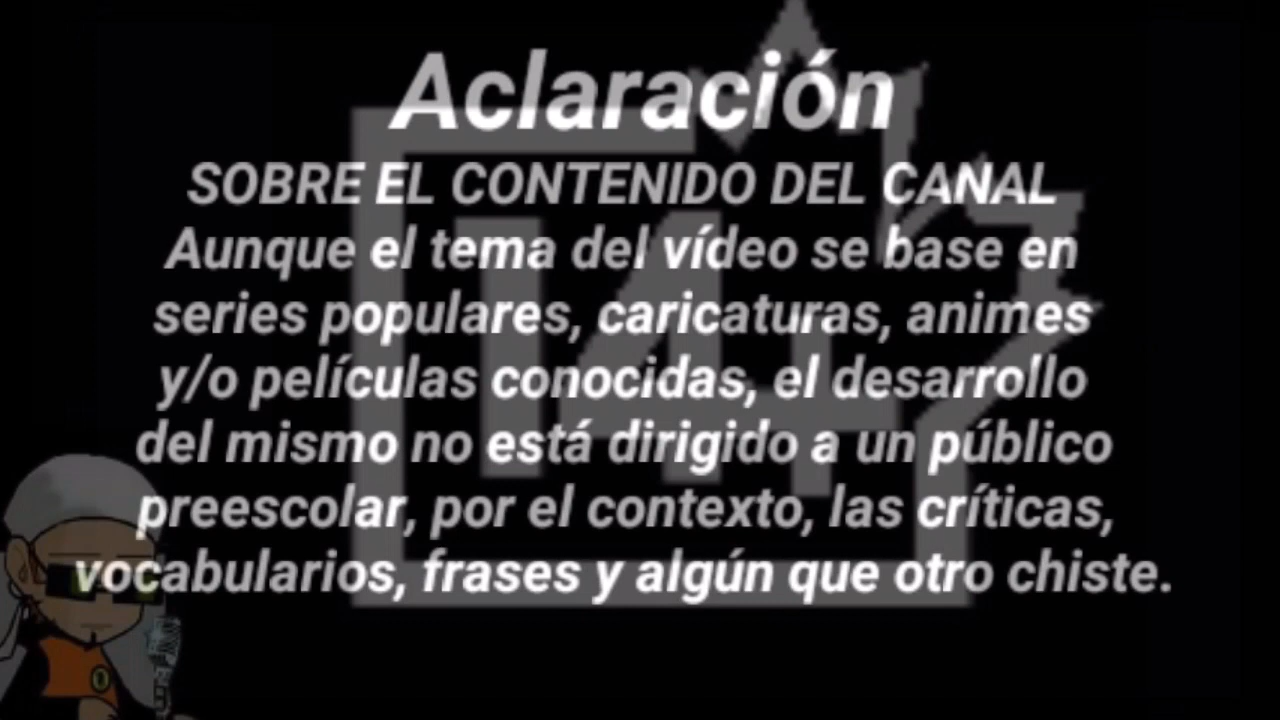 Aclaración
SOBRE EL CONTENIDO DEL CANAL
Aunque el tema del vídeo se base en
series populares, caricaturas, animes
y/o películas conocidas, el desarrollo
del mismo no está dirigido a un público
preescolar, por el contexto, las críticas,
vocabularios, frases y algún que otro chiste.
14+